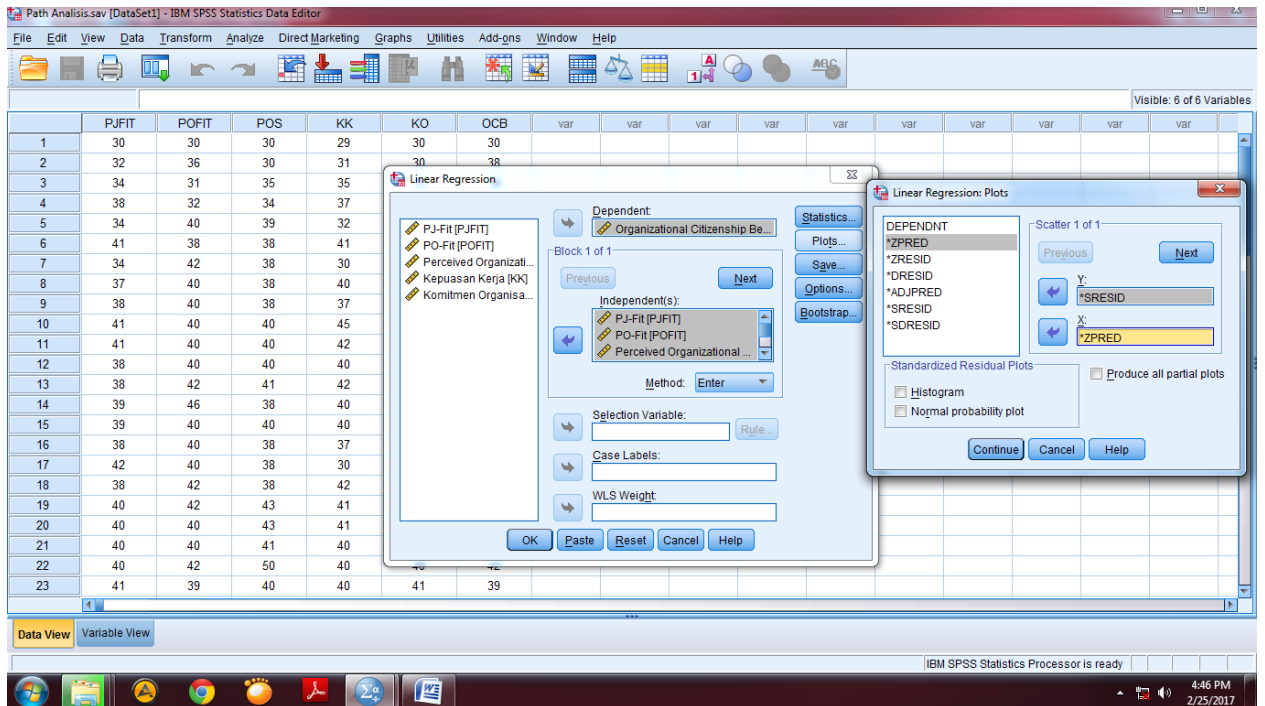 Path Analisis.sav [DataSet1] - IBM SPSS Statistics Data Editor
File Edit View Data Transform Analyze Direct Marketing Graphs Utilities Add-ons Window Help
Visible: 6 of 6 Variables
PJFIT POFIT POS KK KO OCB var var var var var var var var var var
1 30 30 30 29 30 30
2 32 36 30 31 30 38
3 34 31 35 35
4 38 32 34 37
5 34 40 39 32
6 41 38 38 41
7 34 42 38 30
8 37 40 38 40
9 38 40 38 37
10 41 40 40 45
11 41 40 40 42
12 38 40 40 40
13 38 42 41 42
14 39 46 38 40
15 39 40 40 40
16 38 40 38 37
17 42 40 38 30
18 38 42 38 42
19 40 42 43 41
20 40 40 43 41
21 40 40 41 40
22 40 42 50 40
23 41 39 40 40 41 39
Linear Regression
PJ-Fit [PJFIT]
PO-Fit [POFIT]
Perceived Organizati...
Kepuasan Kerja [KK]
Komitmen Organisa...
Dependent:
Organizational Citizenship Be...
Block 1 of 1
Previous Next
Independent(s):
PJ-Fit [PJFIT]
PO-Fit [POFIT]
Perceived Organizational ...
Method: Enter
Selection Variable:
Rule...
Case Labels:
WLS Weight:
Statistics...
Plots...
Save...
Options...
Bootstrap...
OK Paste Reset Cancel Help
Linear Regression: Plots
DEPENDNT
*ZPRED
*ZRESID
*DRESID
*ADJPRED
*SRESID
*SDRESID
Scatter 1 of 1
Previous Next
Y:
*SRESID
X:
*ZPRED
Standardized Residual Plots
Histogram
Normal probability plot
Produce all partial plots
Continue Cancel Help
Data View Variable View
IBM SPSS Statistics Processor is ready
4:46 PM
2/25/2017